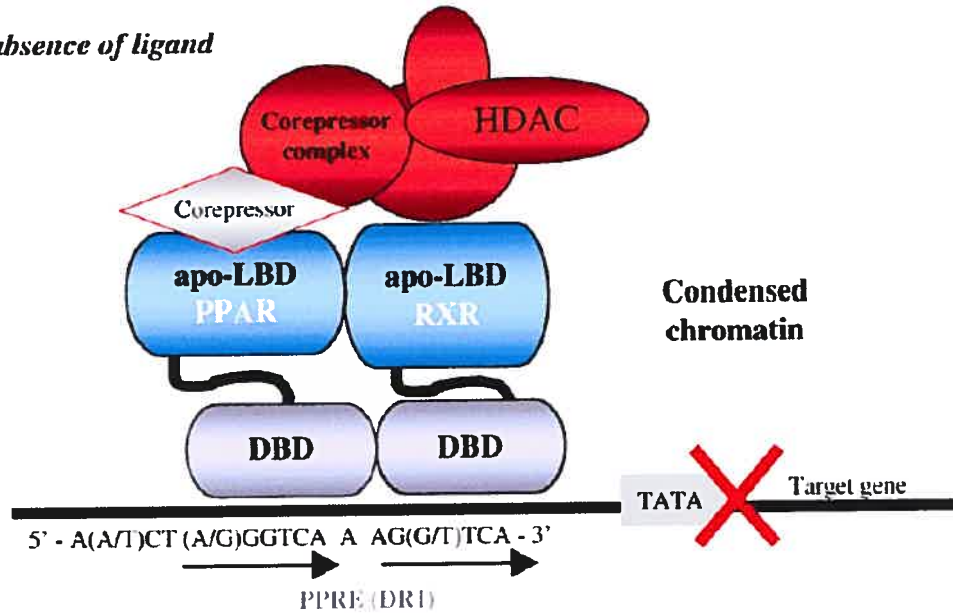 absence of ligand
Corepressor
complex
HDAC
Corepressor
apo-LBD
PPAR
apo-LBD
RXR
Condensed
chromatin
DBD
DBD
TATA
Target gene
5' - A(A/T)CT (A/G)GGTCA A AG(G/T)TCA - 3'
PPRE (DR1)